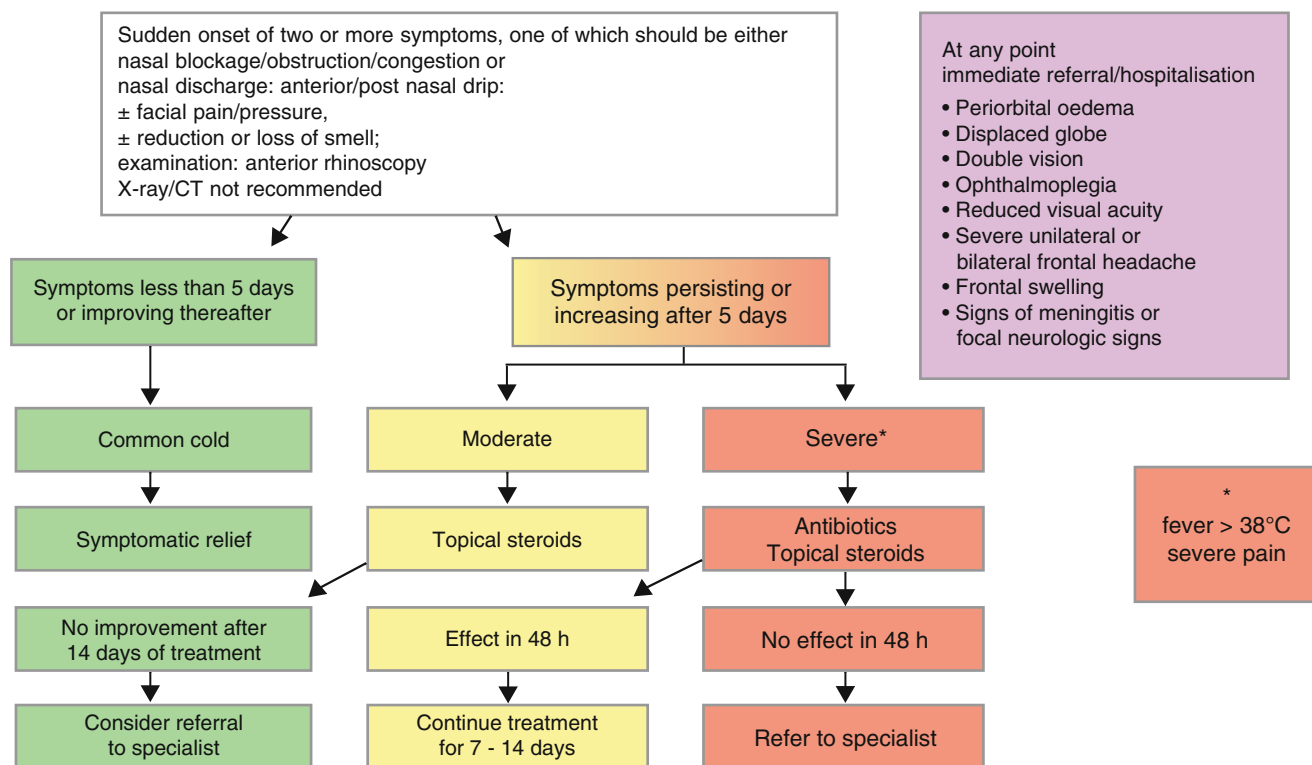 Sudden onset of two or more symptoms, one of which should be either
nasal blockage/obstruction/congestion or
nasal discharge: anterior/post nasal drip:
± facial pain/pressure,
± reduction or loss of smell;
examination: anterior rhinoscopy
X-ray/CT not recommended
At any point
immediate referral/hospitalisation
• Periorbital oedema
• Displaced globe
• Double vision
• Ophthalmoplegia
• Reduced visual acuity
• Severe unilateral or
bilateral frontal headache
• Frontal swelling
• Signs of meningitis or
focal neurologic signs
Symptoms less than 5 days
or improving thereafter
Symptoms persisting or
increasing after 5 days
Common cold
Moderate
Severe*
Symptomatic relief
Topical steroids
Antibiotics
Topical steroids
*
fever > 38°C
severe pain
No improvement after
14 days of treatment
Effect in 48 h
No effect in 48 h
Consider referral
to specialist
Continue treatment
for 7 - 14 days
Refer to specialist